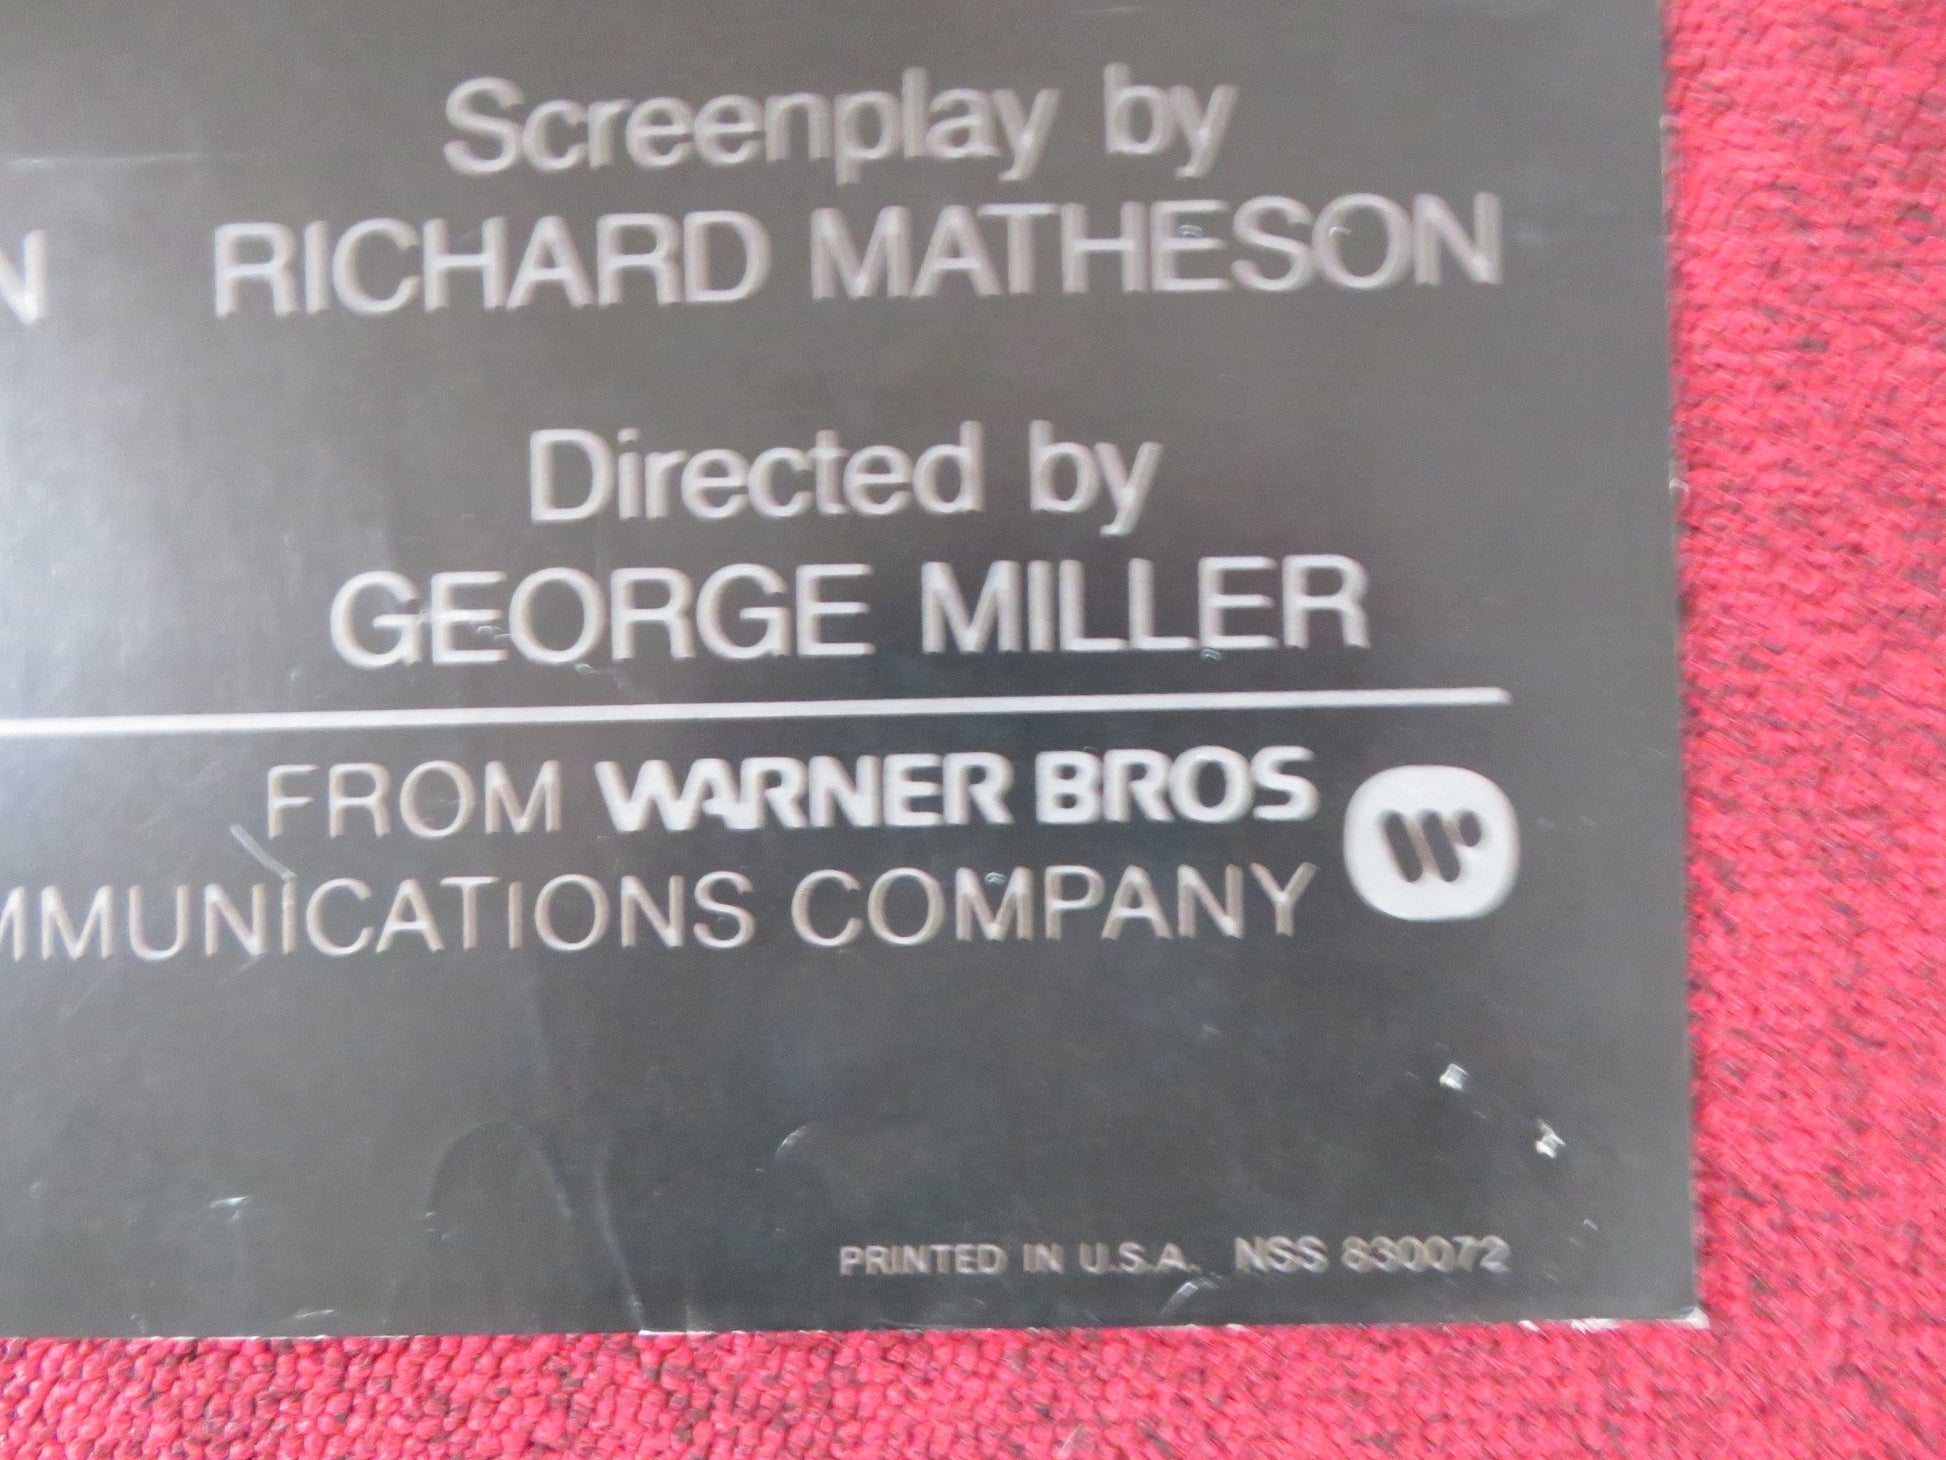 Screenplay by
N RICHARD MATHESON
Directed by
GEORGE MILLER
FROM WARNER BROS
MMUNICATIONS COMPANY
PRINTED IN U.S.A. NSS 830072